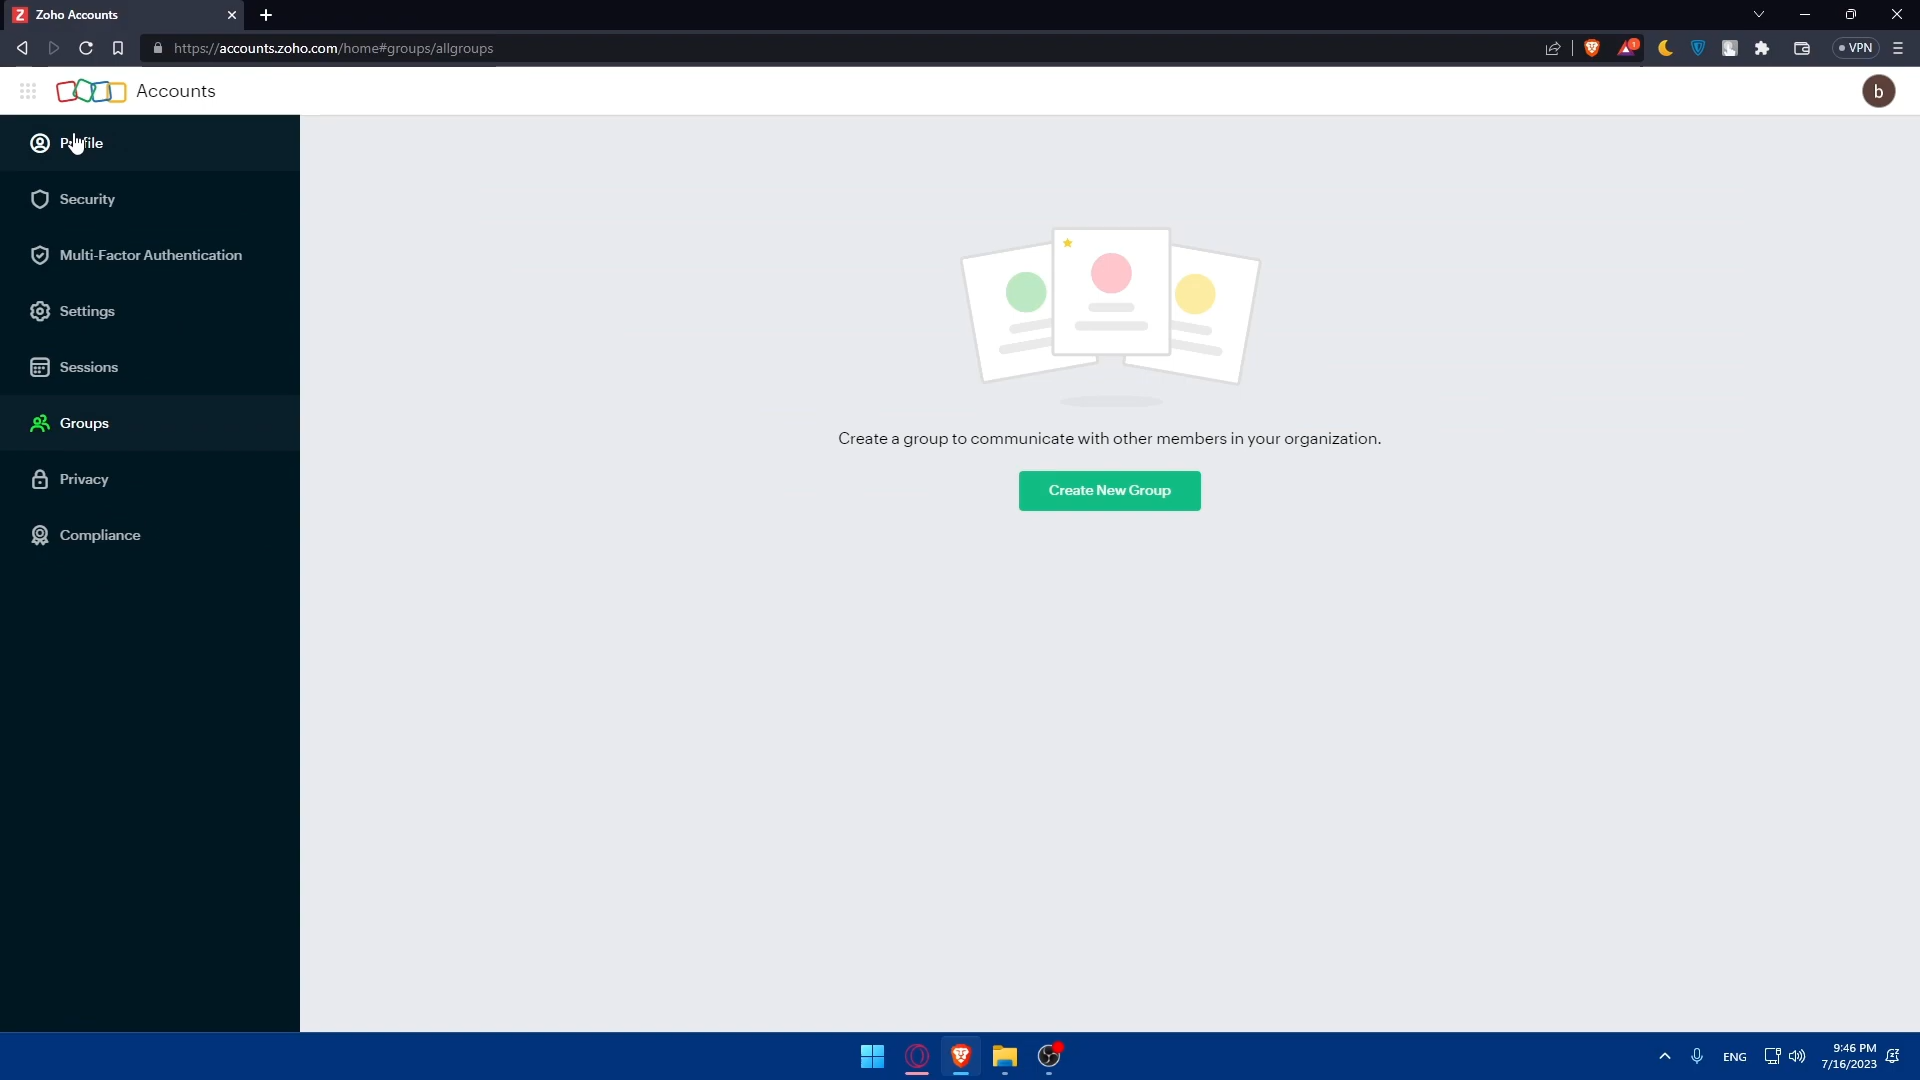 Z Zoho Accounts
https://accounts.zoho.com/home#groups/allgroups
1
VPN
Accounts
b
Profile
Security
Multi-Factor Authentication
Settings
Sessions
Groups
Privacy
Compliance
Create a group to communicate with other members in your organization.
Create New Group
ENG
9:46 PM
7/16/2023